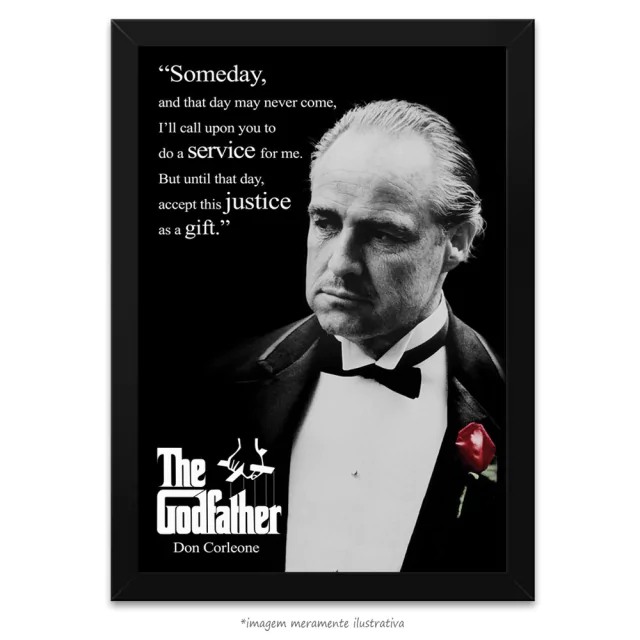 “Someday,
and that day may never come,
I’ll call upon you to
do a service for me.
But until that day,
accept this justice
as a gift.”
The
Godfather
Don Corleone
*imagem meramente ilustrativa